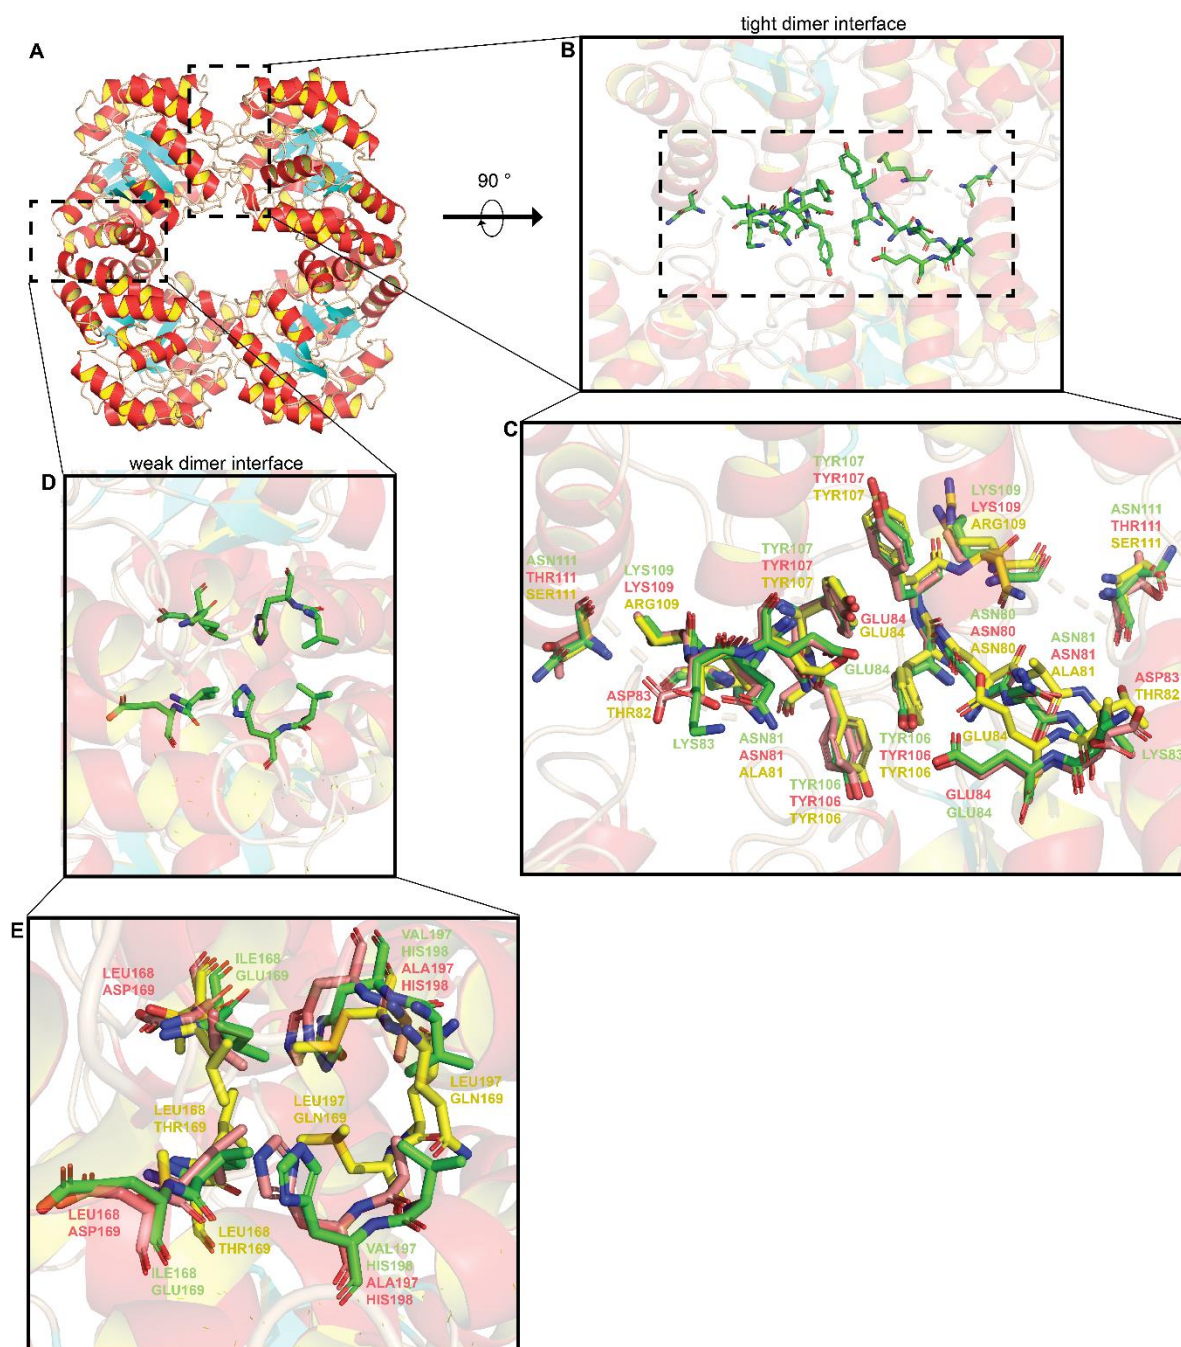 tight dimer interface
A
B
90 °
C
TYR107
TYR107
TYR107
LYS109
LYS109
ARG109
ASN111
THR111
SER111
ASN111
THR111
SER111
LYS109
LYS109
ARG109
TYR107
TYR107
TYR107
GLU84
GLU84
GLU84
ASN80
ASN80
ASN80
ASN81
ASN81
ALA81
ASP83
THR82
ASP83
THR82
LYS83
ASN81
ASN81
ALA81
TYR106
TYR106
TYR106
TYR106
TYR106
TYR106
GLU84
GLU84
GLU84
LYS83
weak dimer interface
D
E
LEU168
ASP169
ILE168
GLU169
VAL197
HIS198
ALA197
HIS198
LEU168
THR169
LEU197
GLN169
LEU197
GLN169
LEU168
ASP169
LEU168
THR169
ILE168
GLU169
VAL197
HIS198
ALA197
HIS198